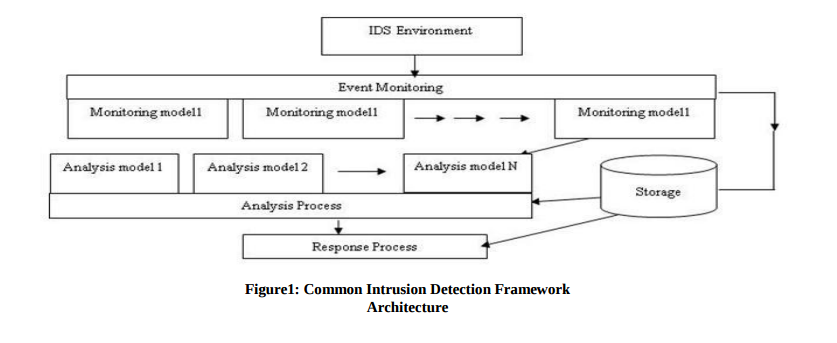 IDS Environment
Event Monitoring
Monitoring model1
Monitoring model1
Monitoring model1
Analysis model 1
Analysis model 2
Analysis model N
Storage
Analysis Process
Response Process
Figure1: Common Intrusion Detection Framework
Architecture